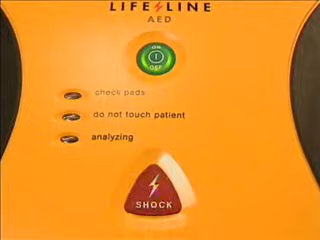 LIFELINE
AED
ON
OFF
check pads
do not touch patient
analyzing
SHOCK